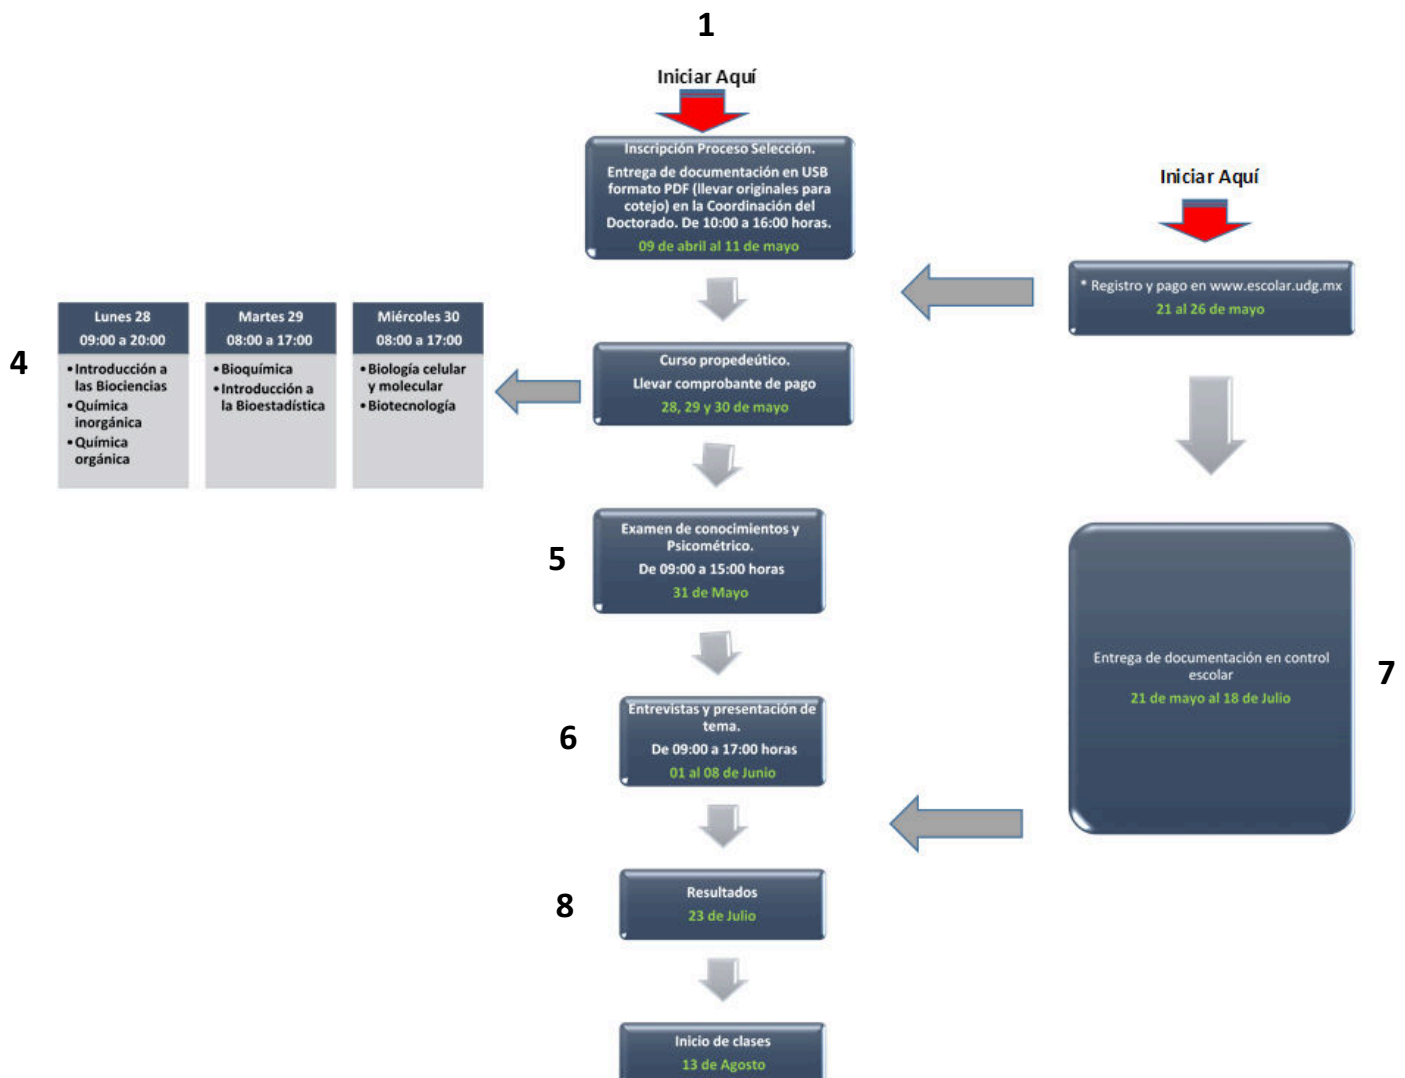 1
Iniciar Aquí
Inscripción Proceso Selección.
Entrega de documentación en USB
formato PDF (llevar originales para
cotejo) en la Coordinación del
Doctorado. De 10:00 a 16:00 horas.
09 de abril al 11 de mayo
Iniciar Aquí
* Registro y pago en www.escolar.udg.mx
21 al 26 de mayo
4
Lunes 28
09:00 a 20:00
•Introducción a
las Biociencias
•Química
inorgánica
•Química
orgánica
Martes 29
08:00 a 17:00
•Bioquímica
•Introducción a
la Bioestadística
Miércoles 30
08:00 a 17:00
•Biología celular
y molecular
•Biotecnología
Curso propedeútico.
Llevar comprobante de pago
28, 29 y 30 de mayo
5
Examen de conocimientos y
Psicométrico.
De 09:00 a 15:00 horas
31 de Mayo
6
Entrevistas y presentación de
tema.
De 09:00 a 17:00 horas
01 al 08 de Junio
Entrega de documentación en control
escolar
21 de mayo al 18 de Julio
7
8
Resultados
23 de Julio
Inicio de clases
13 de Agosto